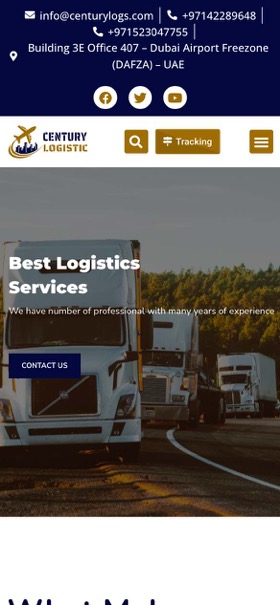 info@centurylogs.com
+97142289648
+971523047755
Building 3E Office 407 – Dubai Airport Freezone
(DAFZA) – UAE
CENTURY
LOGISTIC
Tracking
Best Logistics
Services
We have number of professional with many years of experience
CONTACT US